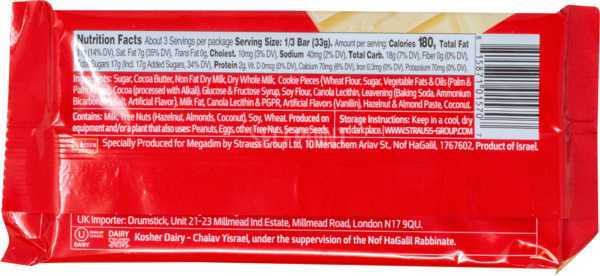 Nutrition Facts About 3 Servings per package Serving Size: 1/3 Bar (33g). Amount per serving: Calories 180, Total Fat
(14% DV), Sat. Fat 7g (35% DV), Trans Fat 0g, Cholest. 10mg (3% DV), Sodium 40mg (2% DV), Total Carb. 18g (7% DV), Fiber 0g (0% DV),
Total Sugars 17g (Incl. 17g Added Sugars, 34% DV), Protein 2g, Vit. D 0mcg (0% DV), Calcium 70mg (6% DV), Iron 0.3mg (0% DV), Potassium 70mg (0% DV)
Ingredients: Sugar, Cocoa Butter, Non Fat Dry Milk, Dry Whole Milk, Cookie Pieces (Wheat Flour, Sugar, Vegetable Fats & Oils (Palm &
Palm Kernel), Cocoa (processed with Alkali), Glucose & Fructose Syrup, Soy Flour, Canola Lecithin, Leavening (Baking Soda, Ammonium
Bicarbonate), Salt, Artificial Flavor), Milk Fat, Canola Lecithin & PGPR, Artificial Flavors (Vanillin), Hazelnut & Almond Paste, Coconut.
Contains: Milk, Tree Nuts (Hazelnut, Almonds, Coconut), Soy, Wheat. Produced on
equipment and/or a plant that also uses: Peanuts, Eggs, other Tree Nuts, Sesame Seeds.
Storage Instructions: Keep in a cool, dry
and dark place. WWW.STRAUSS-GROUP.COM
8 15871 01570 7
Specially Produced for Megadim by Strauss Group Ltd, 10 Menachem Ariav St., Nof HaGalil, 1767602, Product of Israel.
UK Importer: Drumstick, Unit 21-23 Millmead Ind Estate, Millmead Road, London N17 9QU.
U
DAIRY
CHALAV
ISRAEL
DAIRY
Kosher Dairy - Chalav Yisrael, under the supervision of the Nof HaGalil Rabbinate.